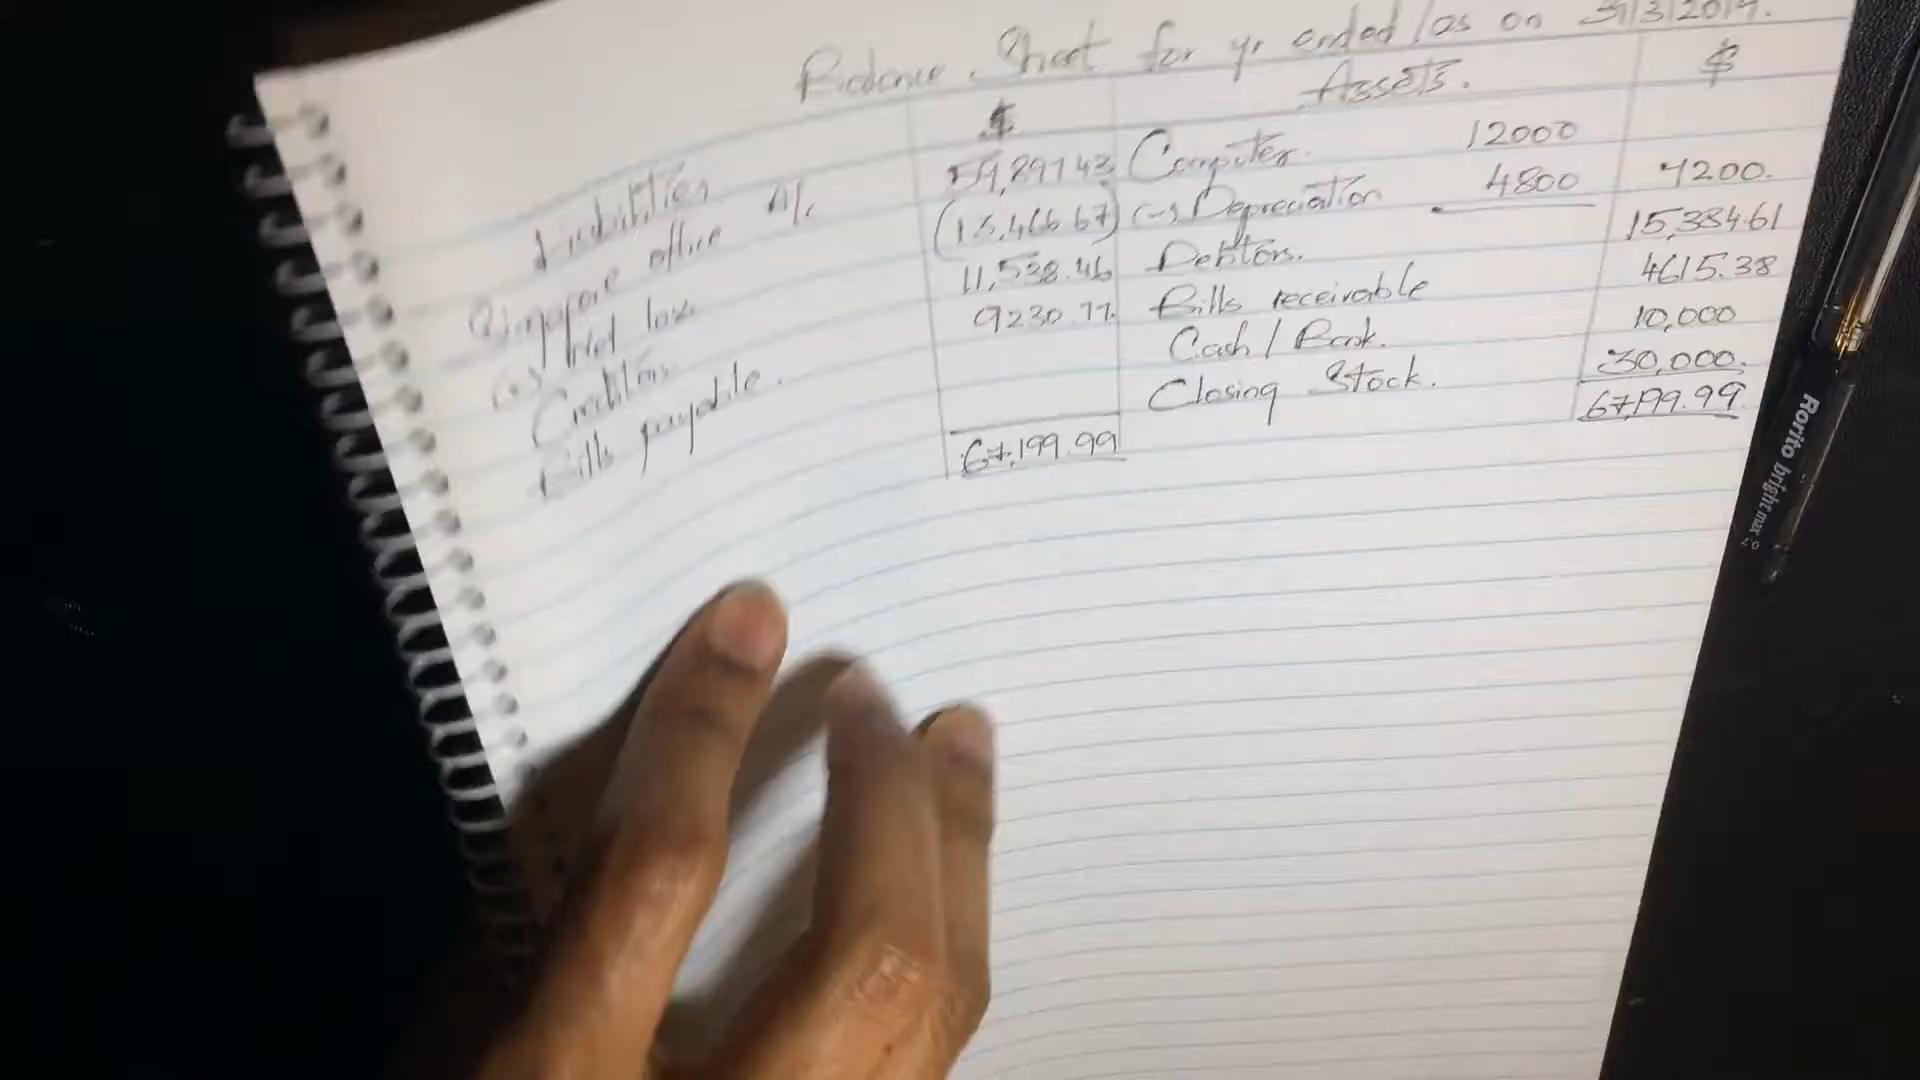 Balance Sheet for yr ended / as on 31/3/2019.
Liabilities $ Assets. $
Singapore office A/c 59,897.43 Computer. 12000
(-) Net loss (13,466.67) (-) Depreciation 4800 7200.
Creditors 11,538.46 Debtors. 15,384.61
Bills payable. 9230.77. Bills receivable 4615.38
Cash / Bank. 10,000
Closing Stock. 30,000.
67,199.99 67,199.99
Rorito brightmax